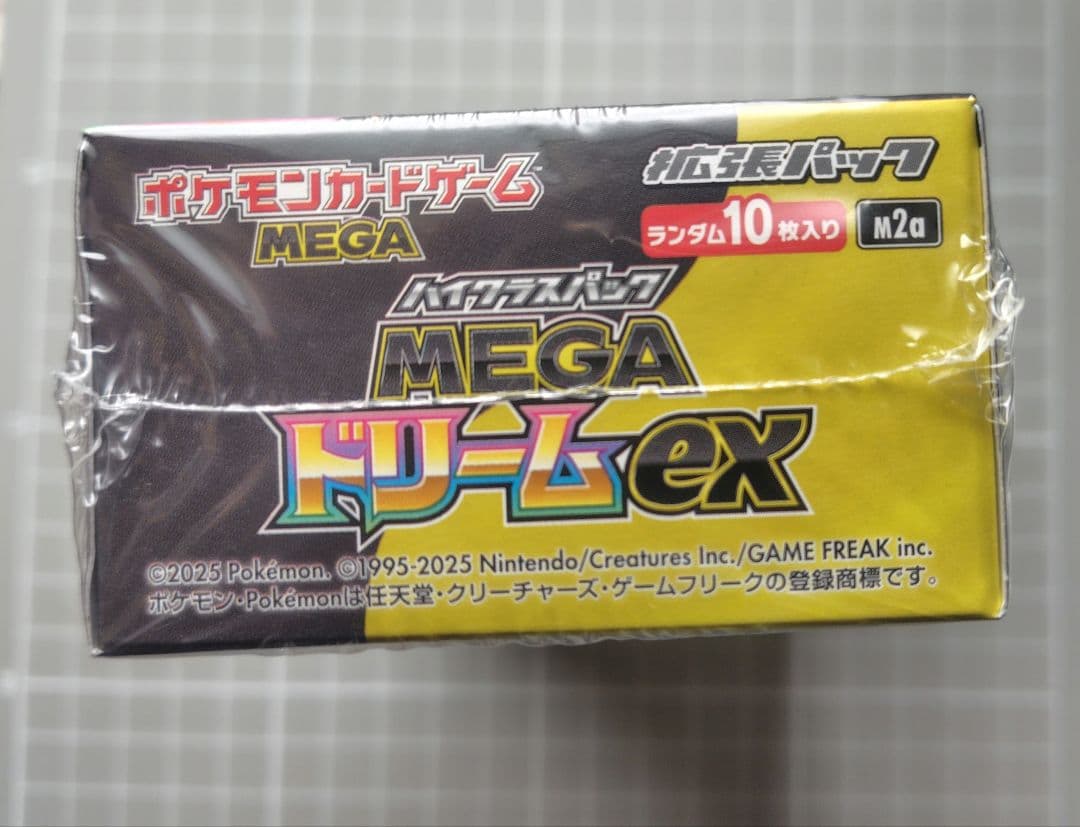 ポケモンカードゲーム™
MEGA
拡張パック
ランダム10枚入り
M2a
ハイクラスパック
MEGA
ドリームex
©2025 Pokémon. ©1995-2025 Nintendo/Creatures Inc./GAME FREAK inc.
ポケモン・Pokémonは任天堂・クリーチャーズ・ゲームフリークの登録商標です。